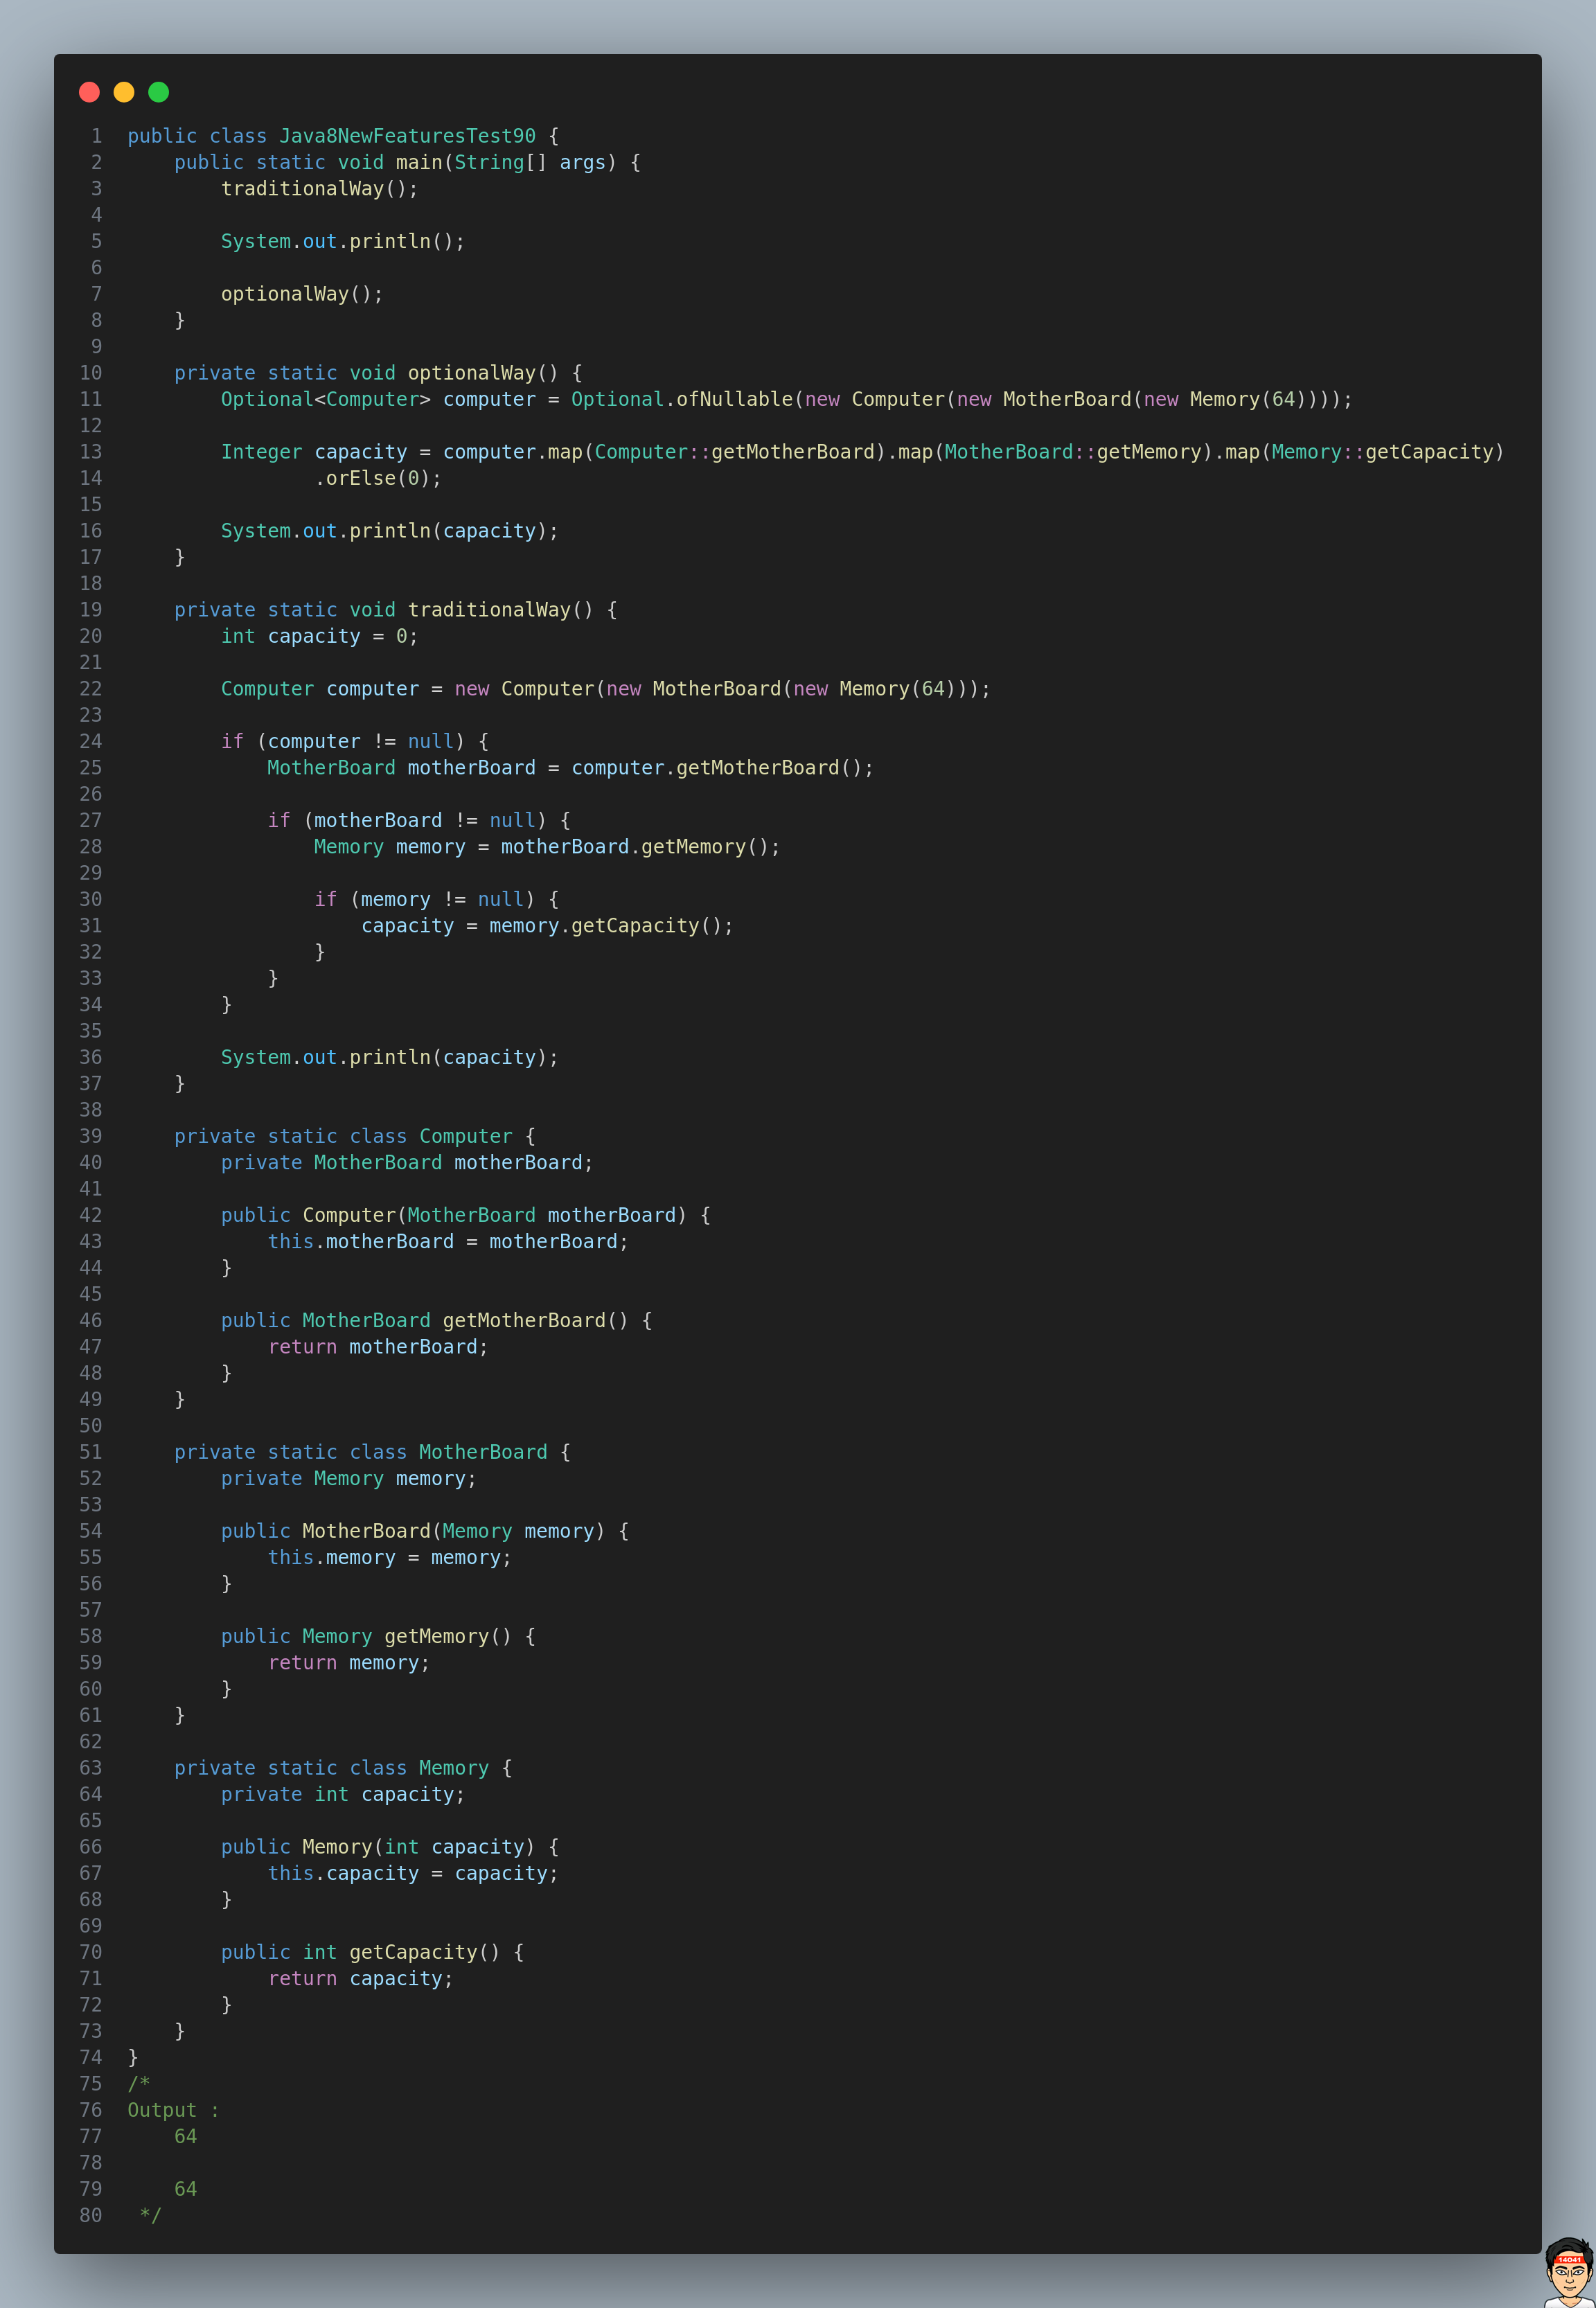 1 public class Java8NewFeaturesTest90 {
2     public static void main(String[] args) {
3         traditionalWay();
4
5         System.out.println();
6
7         optionalWay();
8     }
9
10     private static void optionalWay() {
11         Optional<Computer> computer = Optional.ofNullable(new Computer(new MotherBoard(new Memory(64))));
12
13         Integer capacity = computer.map(Computer::getMotherBoard).map(MotherBoard::getMemory).map(Memory::getCapacity)
14                 .orElse(0);
15
16         System.out.println(capacity);
17     }
18
19     private static void traditionalWay() {
20         int capacity = 0;
21
22         Computer computer = new Computer(new MotherBoard(new Memory(64)));
23
24         if (computer != null) {
25             MotherBoard motherBoard = computer.getMotherBoard();
26
27             if (motherBoard != null) {
28                 Memory memory = motherBoard.getMemory();
29
30                 if (memory != null) {
31                     capacity = memory.getCapacity();
32                 }
33             }
34         }
35
36         System.out.println(capacity);
37     }
38
39     private static class Computer {
40         private MotherBoard motherBoard;
41
42         public Computer(MotherBoard motherBoard) {
43             this.motherBoard = motherBoard;
44         }
45
46         public MotherBoard getMotherBoard() {
47             return motherBoard;
48         }
49     }
50
51     private static class MotherBoard {
52         private Memory memory;
53
54         public MotherBoard(Memory memory) {
55             this.memory = memory;
56         }
57
58         public Memory getMemory() {
59             return memory;
60         }
61     }
62
63     private static class Memory {
64         private int capacity;
65
66         public Memory(int capacity) {
67             this.capacity = capacity;
68         }
69
70         public int getCapacity() {
71             return capacity;
72         }
73     }
74 }
75 /*
76 Output :
77     64
78
79     64
80  */
14041